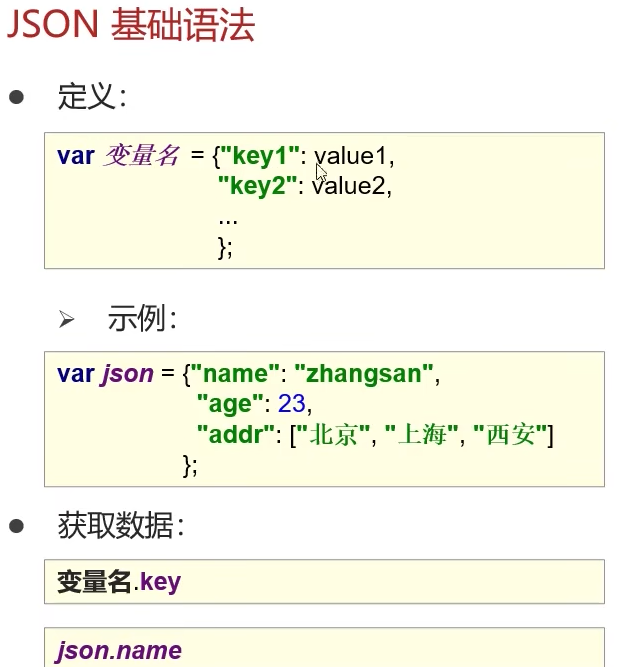 JSON 基础语法
定义：
var 变量名 = {"key1": value1,
"key2": value2,
...
};
示例：
var json = {"name": "zhangsan",
"age": 23,
"addr": ["北京", "上海", "西安"]
};
获取数据：
变量名.key
json.name